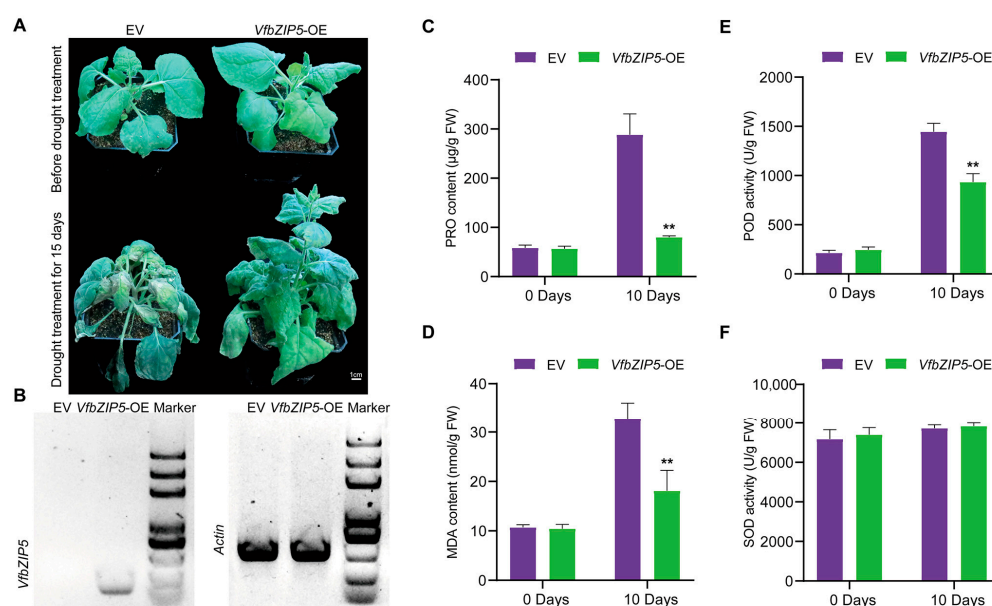 A
EV VfbZIP5-OE
Before drought treatment
Drought treatment for 15 days
1cm
B
EV VfbZIP5-OE Marker
VfbZIP5
EV VfbZIP5-OE Marker
Actin
C
EV VfbZIP5-OE
PRO content (μg/g FW)
400
300
200
100
0
**
0 Days 10 Days
D
EV VfbZIP5-OE
MDA content (nmol/g FW)
40
30
20
10
0
**
0 Days 10 Days
E
EV VfbZIP5-OE
POD activity (U/g FW)
2000
1500
1000
500
0
**
0 Days 10 Days
F
EV VfbZIP5-OE
SOD activity (U/g FW)
10,000
8000
6000
4000
2000
0
0 Days 10 Days